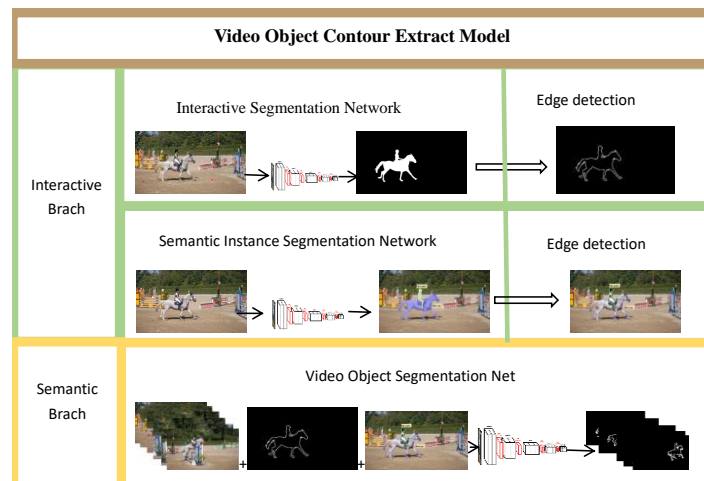 Video Object Contour Extract Model
Interactive Segmentation Network
Edge detection
Interactive
Brach
Semantic Instance Segmentation Network
Edge detection
Semantic
Brach
Video Object Segmentation Net
+
+